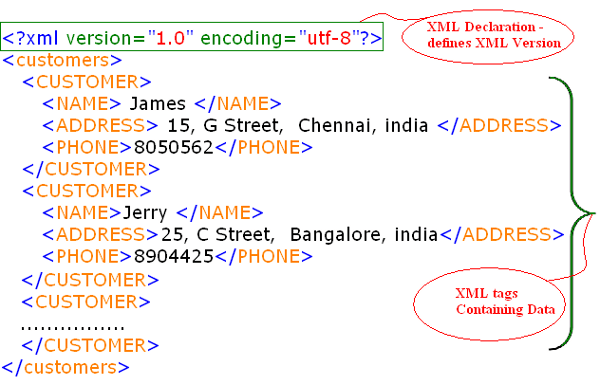 <?xml version="1.0" encoding="utf-8"?>
XML Declaration -
defines XML Version
<customers>
<CUSTOMER>
<NAME> James </NAME>
<ADDRESS> 15, G Street, Chennai, india </ADDRESS>
<PHONE>8050562</PHONE>
</CUSTOMER>
<CUSTOMER>
<NAME>Jerry </NAME>
<ADDRESS>25, C Street, Bangalore, india</ADDRESS>
<PHONE>8904425</PHONE>
</CUSTOMER>
<CUSTOMER>
................
</CUSTOMER>
</customers>
XML tags
Containing Data